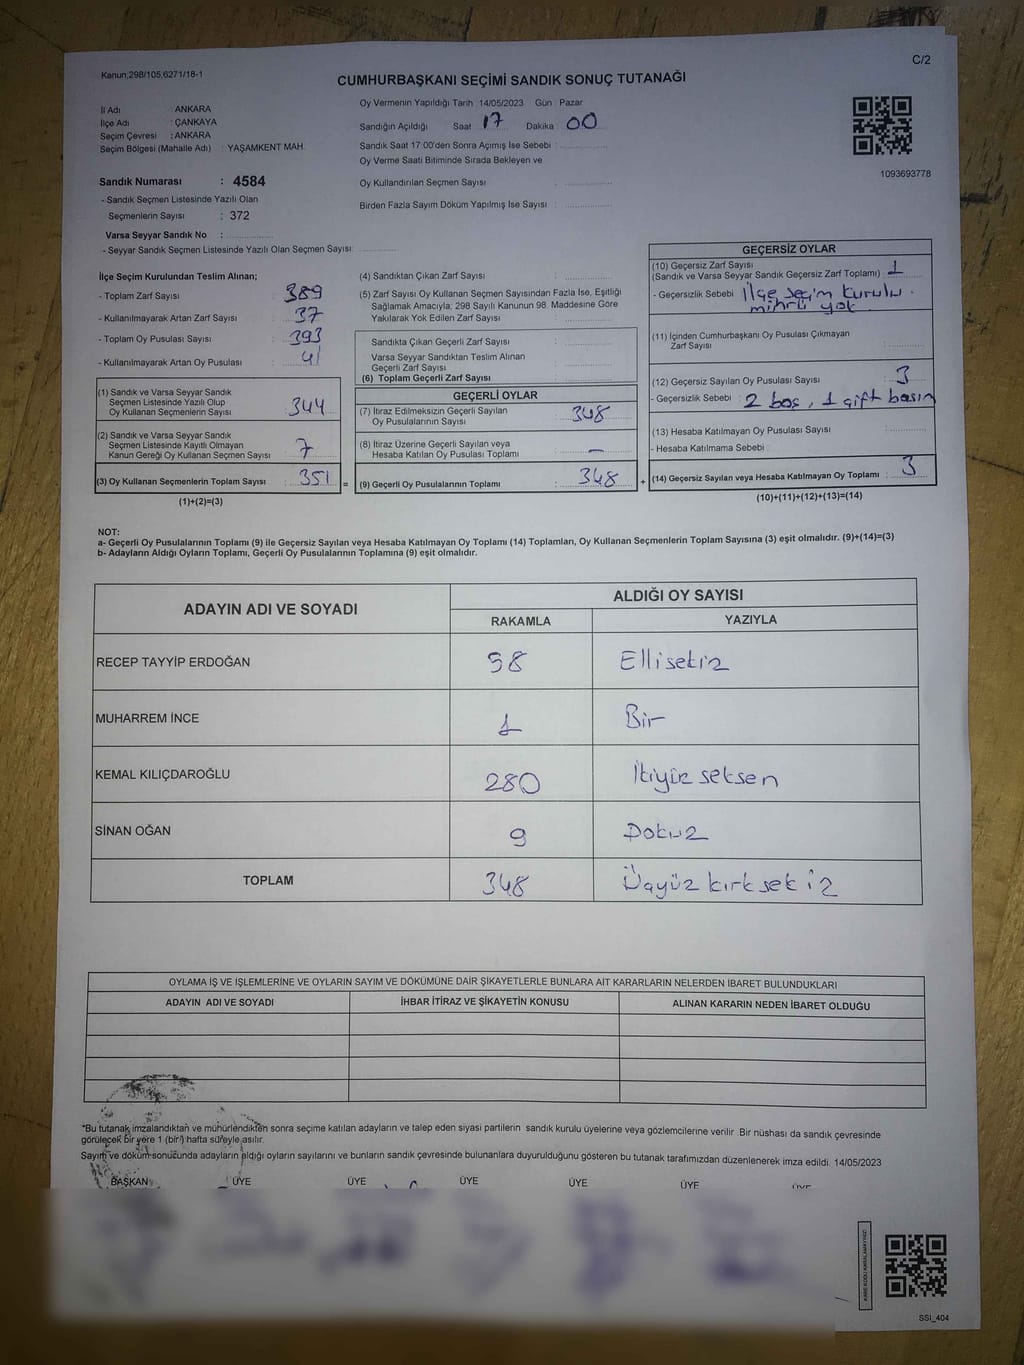 C/2
Kanun,298/105,6271/18-1
CUMHURBAŞKANI SEÇİMİ SANDIK SONUÇ TUTANAĞI
İl Adı : ANKARA
İlçe Adı : ÇANKAYA
Seçim Çevresi : ANKARA
Seçim Bölgesi (Mahalle Adı) : YAŞAMKENT MAH.
Oy Vermenin Yapıldığı Tarih : 14/05/2023 Gün : Pazar
Sandığın Açıldığı Saat 17 Dakika 00
Sandık Saat 17:00'den Sonra Açımış İse Sebebi :
Oy Verme Saati Bitiminde Sırada Bekleyen ve
Oy Kullandırılan Seçmen Sayısı :
Birden Fazla Sayım Döküm Yapılmış İse Sayısı :
1093693778
Sandık Numarası : 4584
- Sandık Seçmen Listesinde Yazılı Olan
Seçmenlerin Sayısı : 372
Varsa Seyyar Sandık No :
- Seyyar Sandık Seçmen Listesinde Yazılı Olan Seçmen Sayısı:
İlçe Seçim Kurulundan Teslim Alınan;
- Toplam Zarf Sayısı : 389
- Kullanılmayarak Artan Zarf Sayısı : 37
- Toplam Oy Pusulası Sayısı : 393
- Kullanılmayarak Artan Oy Pusulası : 41
(1) Sandık ve Varsa Seyyar Sandık
Seçmen Listesinde Yazılı Olup
Oy Kullanan Seçmenlerin Sayısı : 344
(2) Sandık ve Varsa Seyyar Sandık
Seçmen Listesinde Kayıtlı Olmayan
Kanun Gereği Oy Kullanan Seçmen Sayısı : 7
(3) Oy Kullanan Seçmenlerin Toplam Sayısı : 351 =
(1)+(2)=(3)
(4) Sandıktan Çıkan Zarf Sayısı :
(5) Zarf Sayısı Oy Kullanan Seçmen Sayısından Fazla İse, Eşitliği
Sağlamak Amacıyla, 298 Sayılı Kanunun 98. Maddesine Göre
Yakılarak Yok Edilen Zarf Sayısı :
Sandıkta Çıkan Geçerli Zarf Sayısı :
Varsa Seyyar Sandıktan Teslim Alınan
Geçerli Zarf Sayısı :
(6) Toplam Geçerli Zarf Sayısı :
GEÇERLİ OYLAR
(7) İtiraz Edilmeksizin Geçerli Sayılan
Oy Pusulalarının Sayısı : 348
(8) İtiraz Üzerine Geçerli Sayılan veya
Hesaba Katılan Oy Pusulası Toplamı : —
(9) Geçerli Oy Pusulalarının Toplamı : 348 +
GEÇERSİZ OYLAR
(10) Geçersiz Zarf Sayısı
(Sandık ve Varsa Seyyar Sandık Geçersiz Zarf Toplamı) : 1
- Geçersizlik Sebebi : İlçe seçim kurulu
mührü yok.
(11) İçinden Cumhurbaşkanı Oy Pusulası Çıkmayan
Zarf Sayısı :
(12) Geçersiz Sayılan Oy Pusulası Sayısı : 3
- Geçersizlik Sebebi : 2 boş, 1 çift basım
(13) Hesaba Katılmayan Oy Pusulası Sayısı :
- Hesaba Katılmama Sebebi :
(14) Geçersiz Sayılan veya Hesaba Katılmayan Oy Toplamı : 3
(10)+(11)+(12)+(13)=(14)
NOT:
a- Geçerli Oy Pusulalarının Toplamı (9) ile Geçersiz Sayılan veya Hesaba Katılmayan Oy Toplamı (14) Toplamları, Oy Kullanan Seçmenlerin Toplam Sayısına (3) eşit olmalıdır. (9)+(14)=(3)
b- Adayların Aldığı Oyların Toplamı, Geçerli Oy Pusulalarının Toplamına (9) eşit olmalıdır.
ADAYIN ADI VE SOYADI
ALDIĞI OY SAYISI
RAKAMLA YAZIYLA
RECEP TAYYİP ERDOĞAN 58 Ellisekiz
MUHARREM İNCE 1 Bir
KEMAL KILIÇDAROĞLU 280 İkiyüz seksen
SİNAN OĞAN 9 Dokuz
TOPLAM 348 Üçyüz kırk sekiz
OYLAMA İŞ VE İŞLEMLERİNE VE OYLARIN SAYIM VE DÖKÜMÜNE DAİR ŞİKAYETLERLE BUNLARA AİT KARARLARIN NELERDEN İBARET BULUNDUKLARI
ADAYIN ADI VE SOYADI İHBAR İTİRAZ VE ŞİKAYETİN KONUSU ALINAN KARARIN NEDEN İBARET OLDUĞU
*Bu tutanak imzalandıktan ve mühürlendikten sonra seçime katılan adayların ve talep eden siyasi partilerin sandık kurulu üyelerine veya gözlemcilerine verilir. Bir nüshası da sandık çevresinde
görülecek bir yere 1 (bir) hafta süreyle asılır.
Sayım ve döküm sonucunda adayların aldığı oyların sayılarını ve bunların sandık çevresinde bulunanlara duyurulduğunu gösteren bu tutanak tarafımızdan düzenlenerek imza edildi. 14/05/2023
BAŞKAN ÜYE ÜYE ÜYE ÜYE ÜYE ÜYE
SSI_404